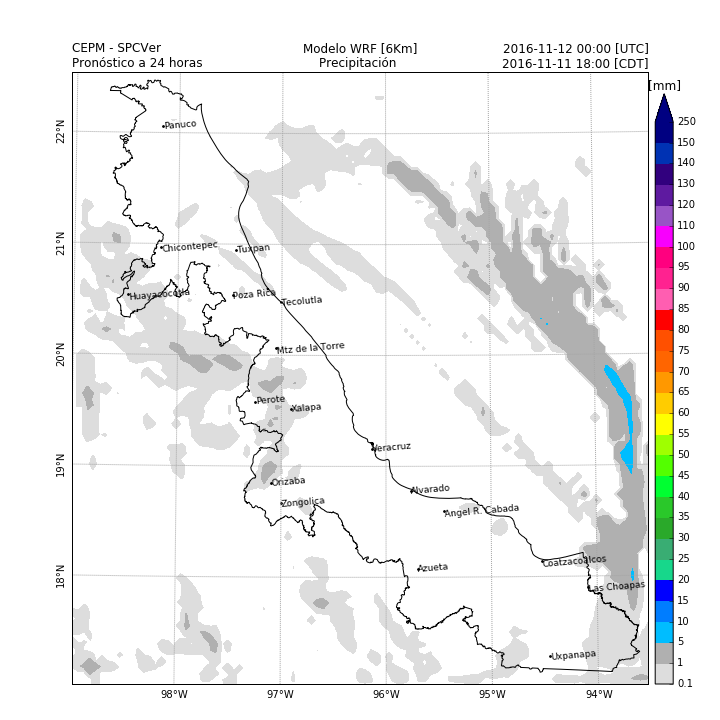 CEPM - SPCVer
Modelo WRF [6Km]
2016-11-12 00:00 [UTC]
Pronóstico a 24 horas
Precipitación
2016-11-11 18:00 [CDT]
[mm]
250
150
140
130
120
110
100
95
90
85
80
75
70
65
60
55
50
45
40
35
30
25
20
15
10
5
1
0.1
22°N
21°N
20°N
19°N
18°N
98°W
97°W
96°W
95°W
94°W
Panuco
Chicontepec
Tuxpan
Huayacocotla
Poza Rica
Tecolutla
Mtz de la Torre
Perote
Xalapa
Veracruz
Orizaba
Alvarado
Zongolica
Angel R. Cabada
Azueta
Coatzacoalcos
Las Choapas
Uxpanapa